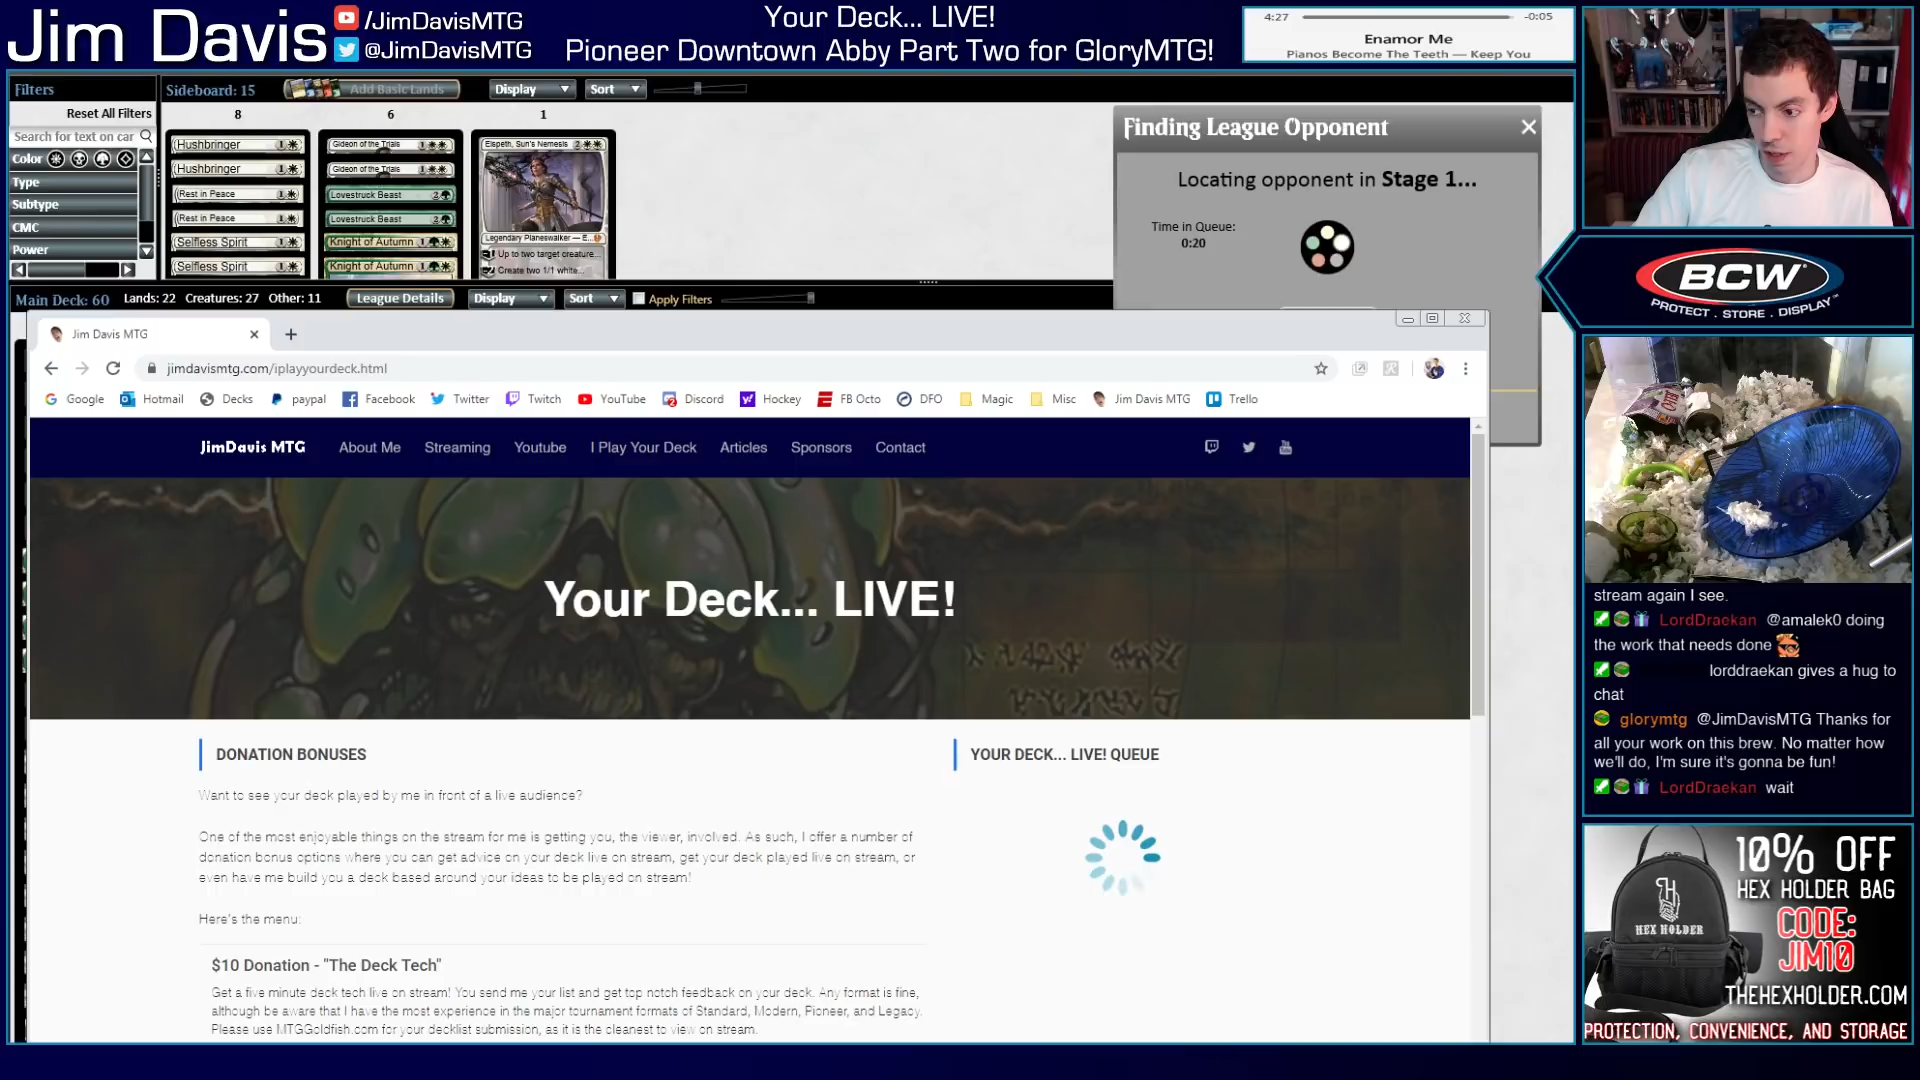 Jim Davis
/JimDavisMTG
@JimDavisMTG
Your Deck... LIVE!
Pioneer Downtown Abby Part Two for GloryMTG!
4:27
-0:05
Enamor Me
Pianos Become The Teeth — Keep You
Filters
Reset All Filters
Search for text on car
Color
Type
Subtype
CMC
Power
Sideboard: 15
Add Basic Lands
Display
Sort
8
6
1
Hushbringer
Hushbringer
Rest in Peace
Rest in Peace
Selfless Spirit
Selfless Spirit
Gideon of the Trials
Gideon of the Trials
Lovestruck Beast
Lovestruck Beast
Knight of Autumn
Knight of Autumn
Elspeth, Sun's Nemesis
Legendary Planeswalker — E...
Up to two target creature...
Create two 1/1 white...
Finding League Opponent
Locating opponent in Stage 1...
Time in Queue:
0:20
Main Deck: 60 Lands: 22 Creatures: 27 Other: 11
League Details
Display
Sort
Apply Filters
Jim Davis MTG
jimdavismtg.com/iplayyourdeck.html
Google
Hotmail
Decks
paypal
Facebook
Twitter
Twitch
YouTube
Discord
Hockey
FB Octo
DFO
Magic
Misc
Jim Davis MTG
Trello
JimDavis MTG
About Me
Streaming
Youtube
I Play Your Deck
Articles
Sponsors
Contact
Your Deck... LIVE!
DONATION BONUSES
Want to see your deck played by me in front of a live audience?
One of the most enjoyable things on the stream for me is getting you, the viewer, involved. As such, I offer a number of
donation bonus options where you can get advice on your deck live on stream, get your deck played live on stream, or
even have me build you a deck based around your ideas to be played on stream!
Here's the menu:
$10 Donation - "The Deck Tech"
Get a five minute deck tech live on stream! You send me your list and get top notch feedback on your deck. Any format is fine,
although be aware that I have the most experience in the major tournament formats of Standard, Modern, Pioneer, and Legacy.
Please use MTGGoldfish.com for your decklist submission, as it is the cleanest to view on stream.
YOUR DECK... LIVE! QUEUE
BCW
PROTECT . STORE . DISPLAY
stream again I see.
LordDraekan @amalek0 doing
the work that needs done
lorddraekan gives a hug to
chat
glorymtg @JimDavisMTG Thanks for
all your work on this brew. No matter how
we'll do, I'm sure it's gonna be fun!
LordDraekan wait
10% OFF
HEX HOLDER BAG
CODE:
JIM10
HEX HOLDER
THEHEXHOLDER.COM
PROTECTION, CONVENIENCE, AND STORAGE